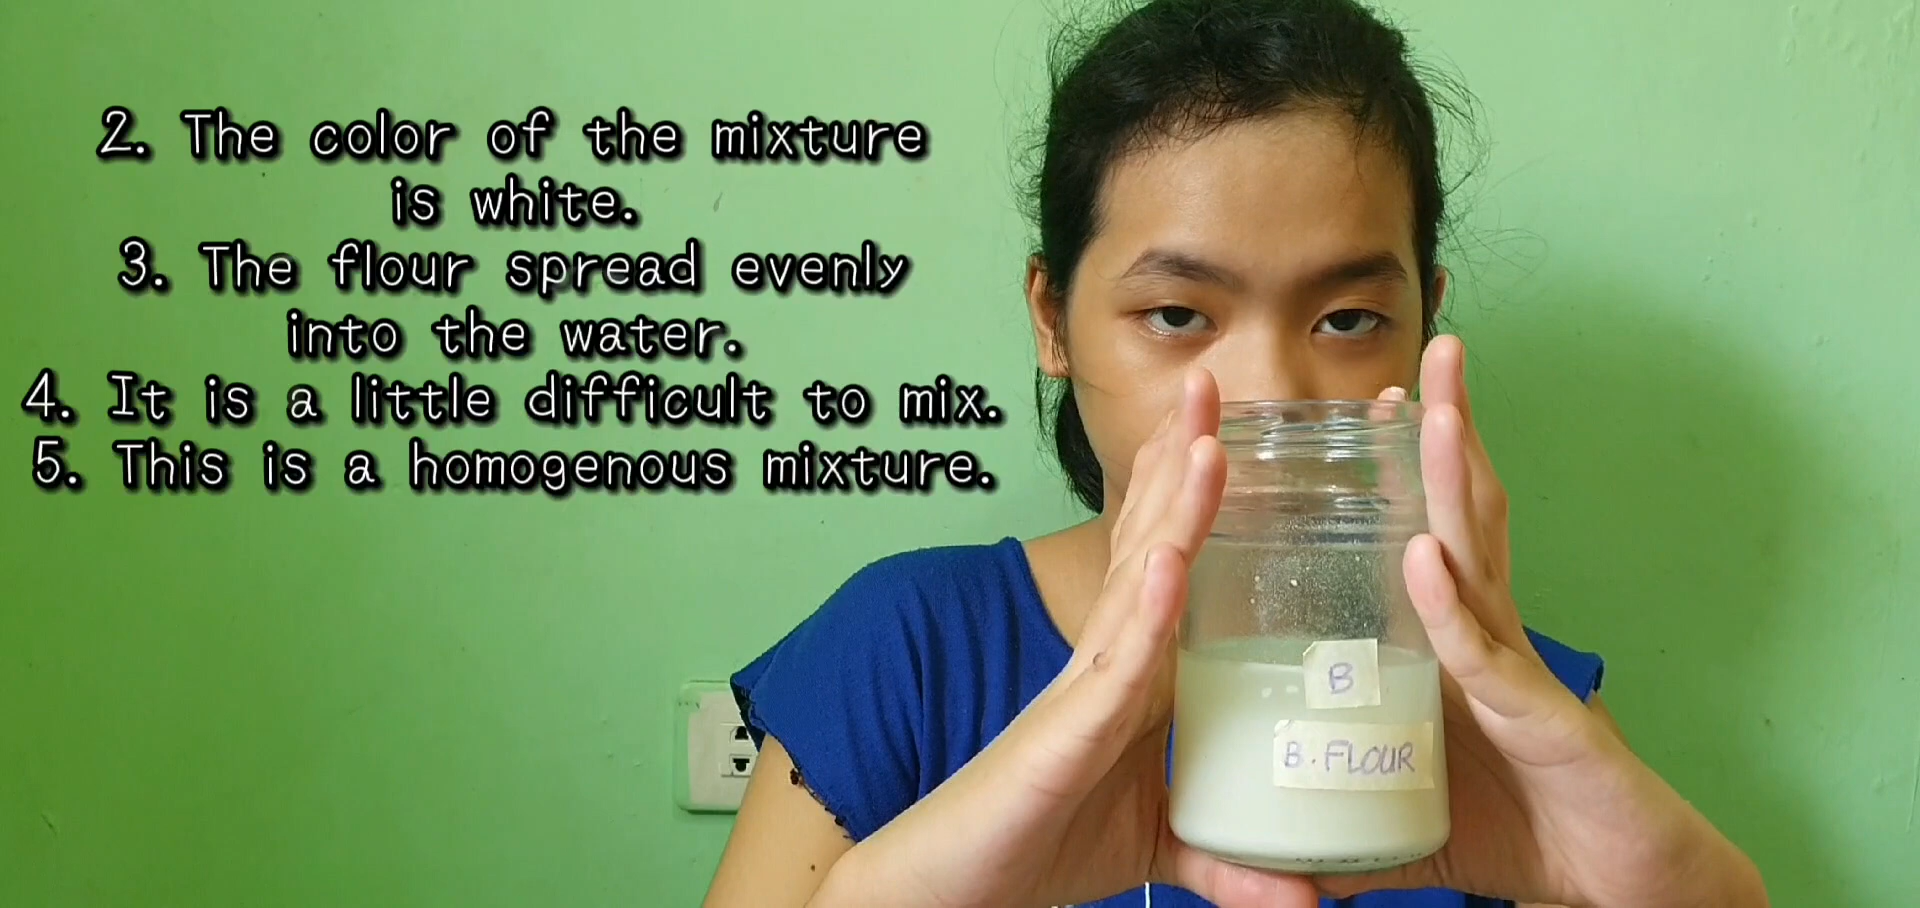 2. The color of the mixture
is white.
3. The flour spread evenly
into the water.
4. It is a little difficult to mix.
5. This is a homogenous mixture.
B
B. FLOUR